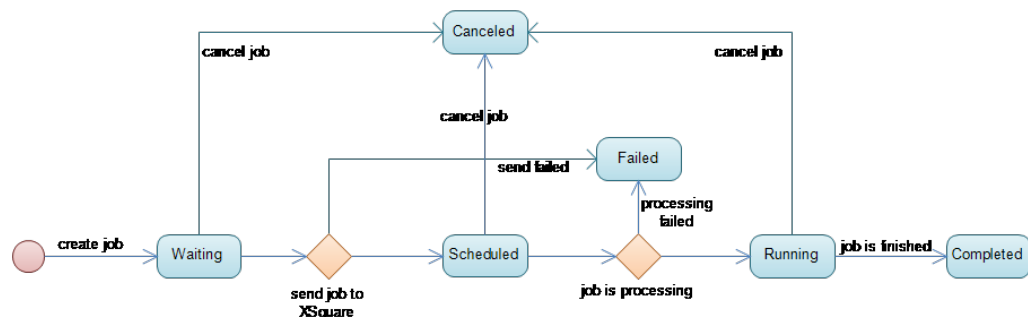 Canceled
cancel job
cancel job
cancel job
Failed
send failed
processing
failed
create job
Waiting
Scheduled
Running
job is finished
Completed
send job to
XSquare
job is processing